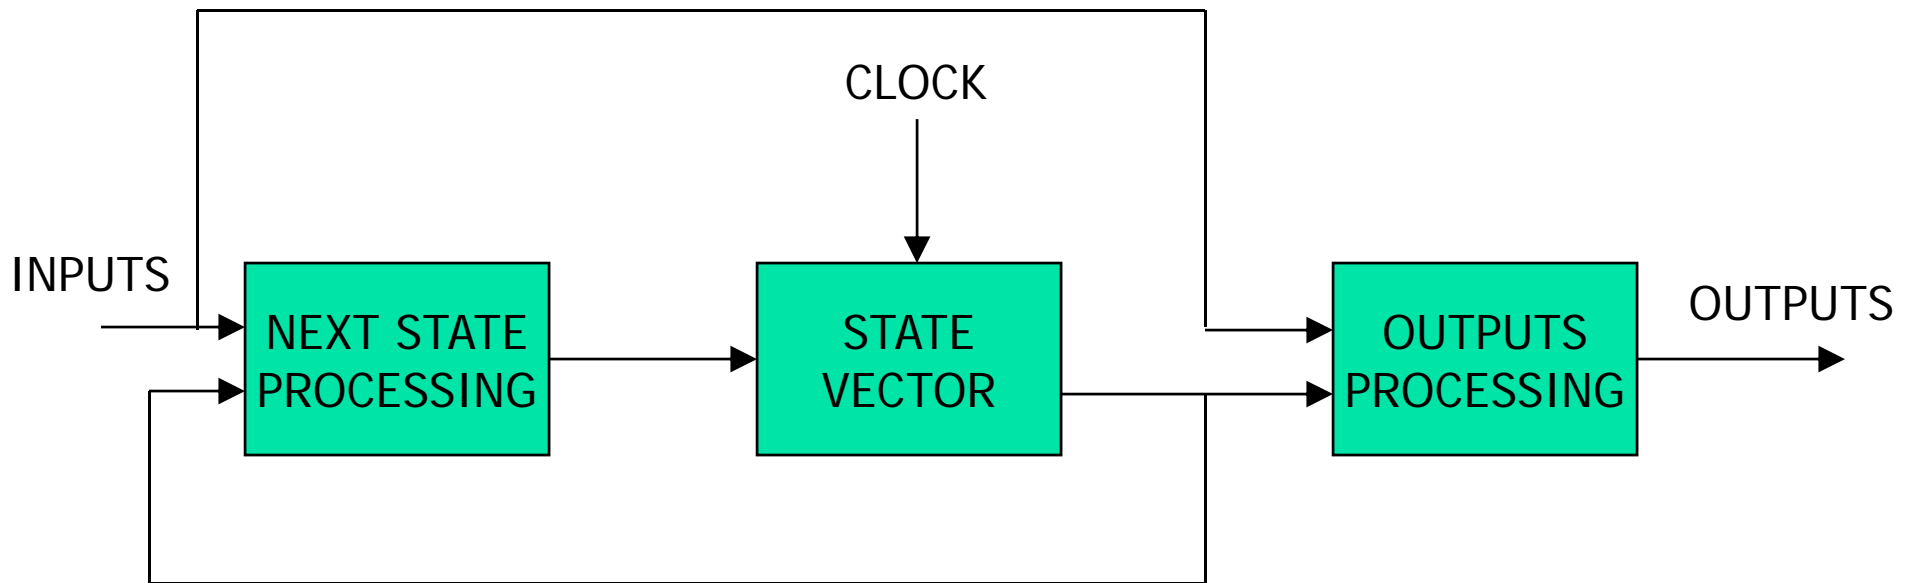 CLOCK
INPUTS
NEXT STATE
PROCESSING
STATE
VECTOR
OUTPUTS
PROCESSING
OUTPUTS